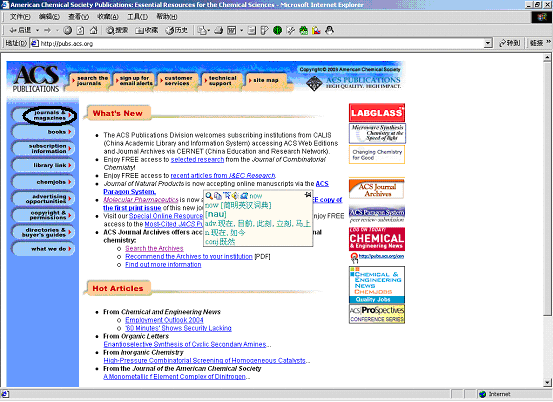 American Chemical Society Publications: Essential Resources for the Chemical Sciences - Microsoft Internet Explorer
文件(F) 编辑(E) 查看(V) 收藏(A) 工具(T) 帮助(H)
后退 搜索 收藏 历史
地址(D) http://pubs.acs.org 转到 链接
Copyright © 2003 American Chemical Society
ACS
PUBLICATIONS
search the journals
sign up for email alerts
customer services
technical support
site map
ACS PUBLICATIONS
HIGH QUALITY. HIGH IMPACT.
journals & magazines
books
subscription information
library link
chemjobs
advertising opportunities
copyright & permissions
directories & buyer's guides
what we do
What's New
The ACS Publications Division welcomes subscribing institutions from CALIS
(China Academic Library and Information System) accessing ACS Web Editions
and Journal Archives via CERNET (China Education and Research Network).
Enjoy FREE access to selected research from the Journal of Combinatorial
Chemistry!
Enjoy FREE access to recent articles from J&EC Research.
Journal of Natural Products is now accepting online manuscripts via the ACS
Paragon System.
Molecular Pharmaceutics is now
E copy of
the first print issue of this new jou
Visit our Special Online Resource
njoy FREE
access to the Most-Cited JMCS P
ACS Journal Archives offers acc
onal
chemistry:
Search the Archives
Recommend the Archives to your institution [PDF]
Find out more information
now
now [简明英汉词典]
[nau]
adv.现在, 目前, 此刻, 立刻, 马上
n.现在, 如今
conj.既然
Hot Articles
From Chemical and Engineering News
Employment Outlook 2004
'60 Minutes' Shows Security Lacking
From Organic Letters
Enantioselective Synthesis of Cyclic Secondary Amines...
From Inorganic Chemistry
High-Pressure Combinatorial Screening of Homogeneous Catalysts...
From the Journal of the American Chemical Society
A Monometallic f Element Complex of Dinitrogen...
LABGLASS
Microwave Synthesis
Chemistry at the Speed of Microwave
Changing Chemistry
for Good
ACS Journal
Archives
ACS Paragon System
peer review submission
LOG ON TODAY!
CHEMICAL &
ENGINEERING
NEWS
http://pubs.acs.org/cen
CHEMICAL &
ENGINEERING
NEWS
CHEMJOBS
Quality Jobs
ACS ProSpectives
CONFERENCE SERIES
Internet